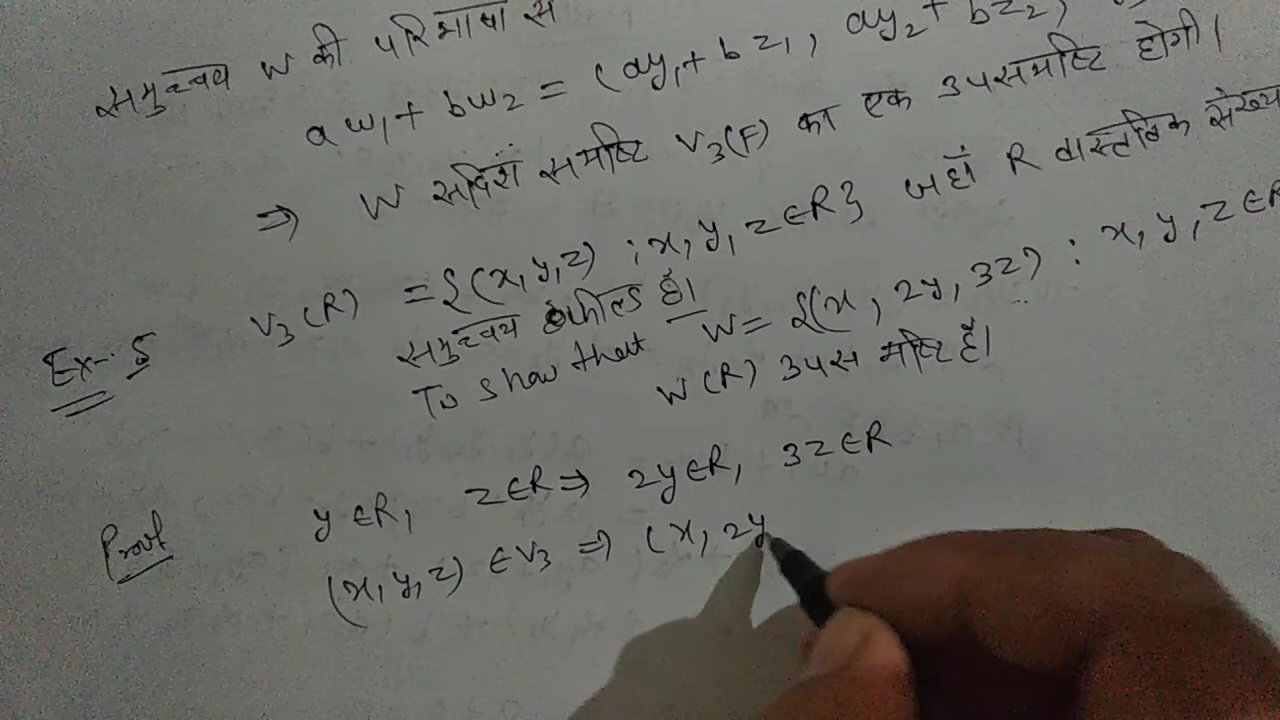 समुच्चय W की परिभाषा से
aw₁ + bw₂ = (ay₁ + bz₁, ay₂ + bz₂)
⇒ W सदिश समष्टि V₃(F) का एक उपसमष्टि होगी।
Ex-5 V₃(R) = {(x, y, z) ; x, y, z ∈ R} जहाँ R वास्तविक संख्य
समुच्चय फील्ड है।
To show that W = {(x, 2y, 3z) : x, y, z ∈ R
W(R) उपसमष्टि है।
Proof y ∈ R, z ∈ R ⇒ 2y ∈ R, 3z ∈ R
(x, y, z) ∈ V₃ ⇒ (x, 2y